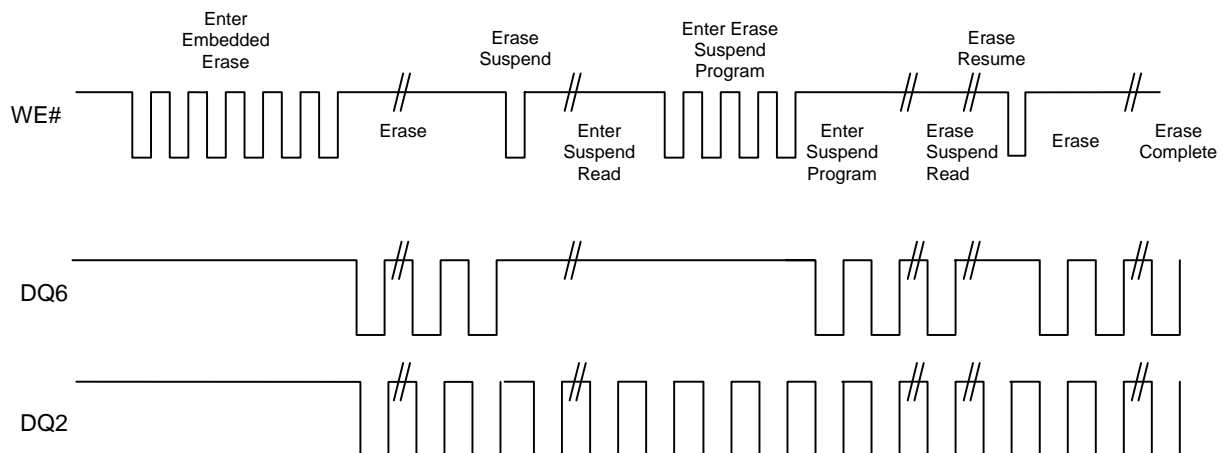 Enter
Embedded
Erase
Erase
Suspend
Enter Erase
Suspend
Program
Erase
Resume
WE#
Erase
Enter
Suspend
Read
Enter
Suspend
Program
Erase
Suspend
Read
Erase
Erase
Complete
DQ6
DQ2